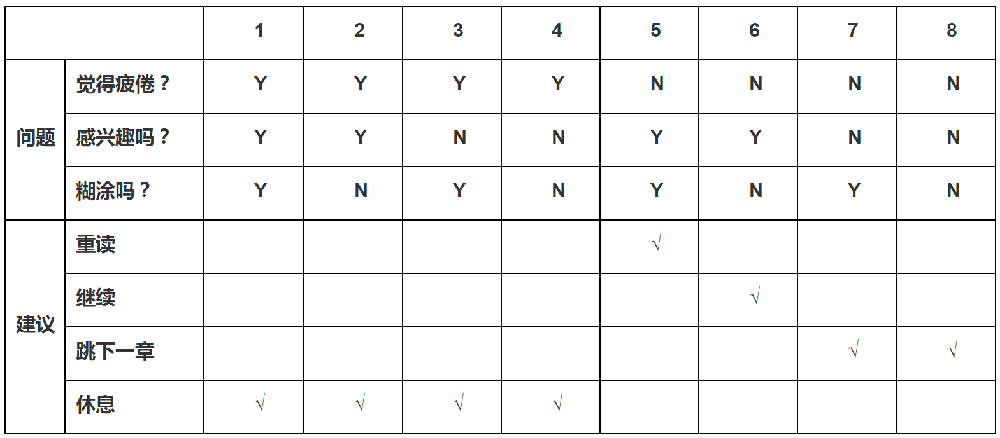 1 2 3 4 5 6 7 8
问题
觉得疲倦？ Y Y Y Y N N N N
感兴趣吗？ Y Y N N Y Y N N
糊涂吗？ Y N Y N Y N Y N
建议
重读 √
继续 √
跳下一章 √ √
休息 √ √ √ √